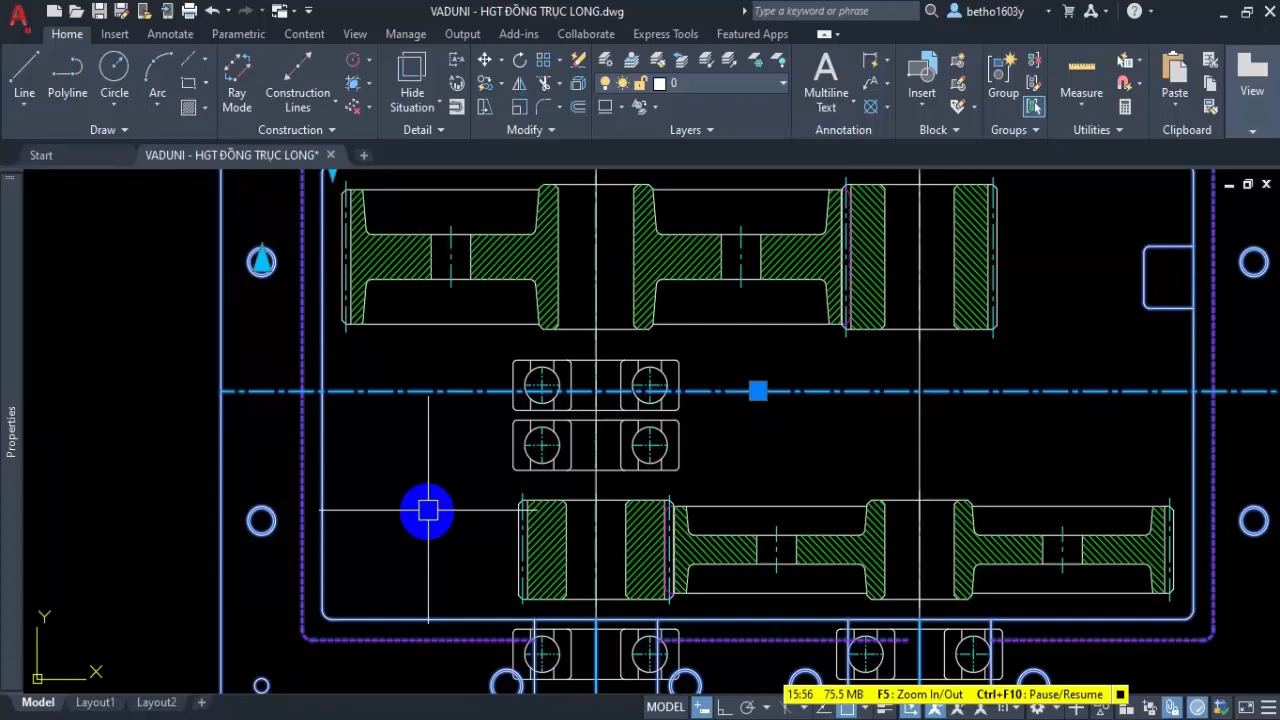 VADUNI - HGT ĐỒNG TRỤC LONG.dwg
Type a keyword or phrase
betho1603y
Home Insert Annotate Parametric Content View Manage Output Add-ins Collaborate Express Tools Featured Apps
Line Polyline Circle Arc Ray Mode Construction Lines Hide Situation 0 Multiline Text Insert Group Measure Paste View
Draw Construction Detail Modify Layers Annotation Block Groups Utilities Clipboard
Start VADUNI - HGT ĐỒNG TRỤC LONG*
Properties
Y
X
15:56 75.5 MB F5: Zoom In/Out Ctrl+F10: Pause/Resume
Model Layout1 Layout2 MODEL 1:1